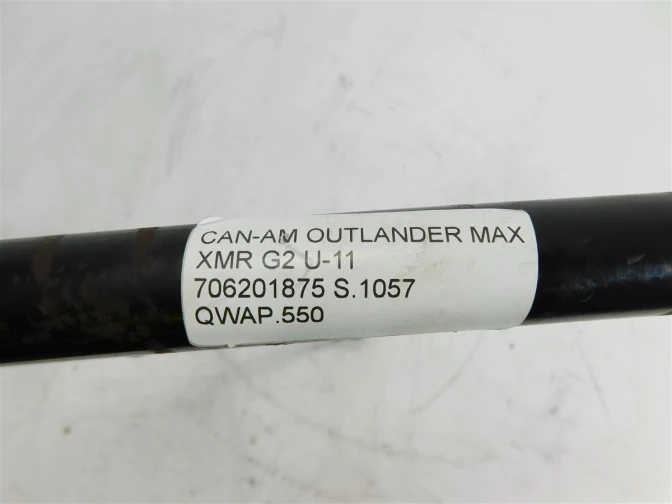 CAN-AM OUTLANDER MAX
XMR G2 U-11
706201875 S.1057
QWAP.550